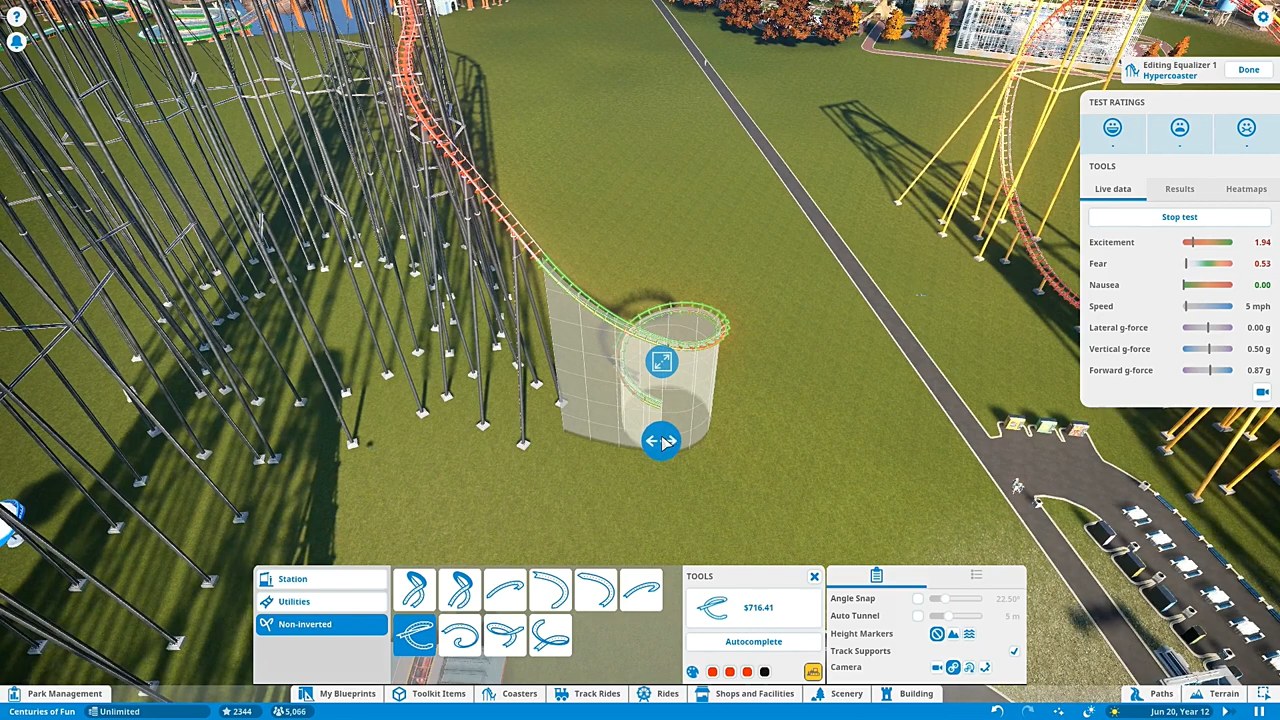 ?
Editing Equalizer 1
Hypercoaster
Done
TEST RATINGS
- - -
TOOLS
Live data Results Heatmaps
Stop test
Excitement 1.94
Fear 0.53
Nausea 0.00
Speed 5 mph
Lateral g-force 0.00 g
Vertical g-force 0.50 g
Forward g-force 0.87 g
Station
Utilities
Non-inverted
TOOLS
$716.41
Autocomplete
Angle Snap 22.50°
Auto Tunnel 5 m
Height Markers
Track Supports
Camera
Park Management My Blueprints Toolkit Items Coasters Track Rides Rides Shops and Facilities Scenery Building Paths Terrain
Centuries of Fun Unlimited 2344 5,066 Jun 20, Year 12